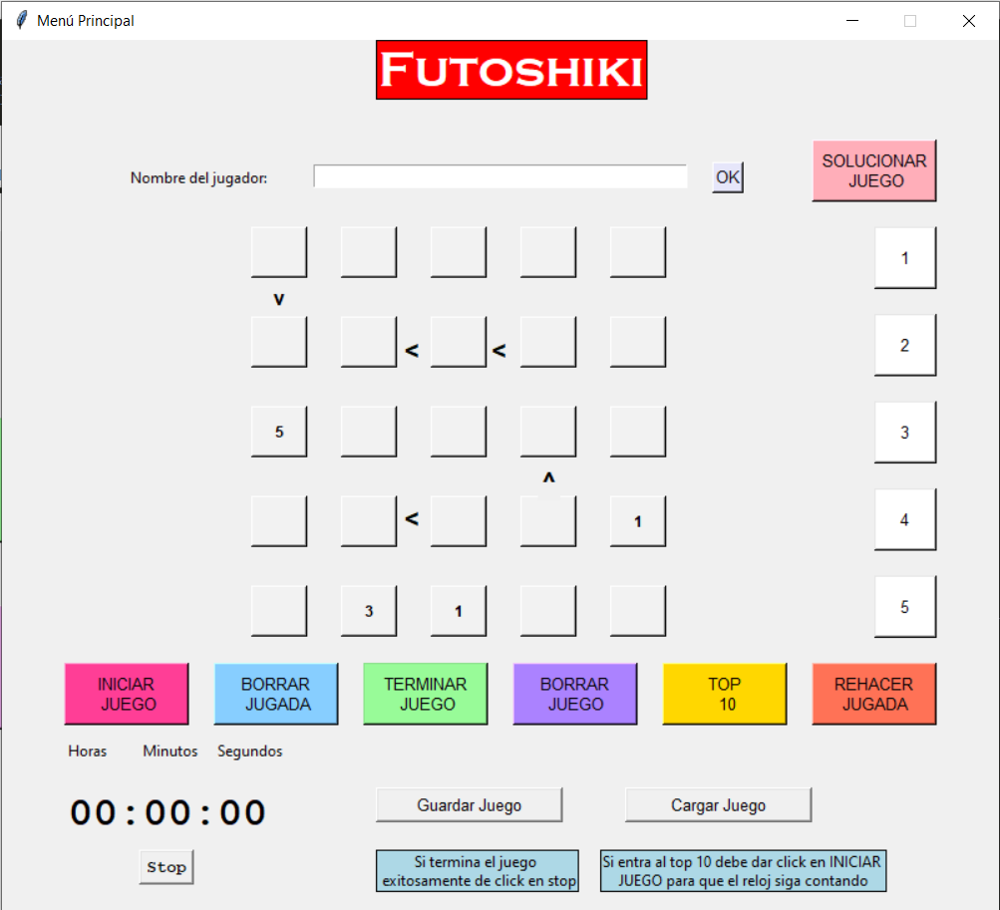 Menú Principal
FUTOSHIKI
Nombre del jugador:
OK
SOLUCIONAR
JUEGO
1
v
2
< <
5
3
^
<
1
4
3 1
5
INICIAR
JUEGO
BORRAR
JUGADA
TERMINAR
JUEGO
BORRAR
JUEGO
TOP
10
REHACER
JUGADA
Horas Minutos Segundos
00:00:00
Guardar Juego
Cargar Juego
Stop
Si termina el juego
exitosamente de click en stop
Si entra al top 10 debe dar click en INICIAR
JUEGO para que el reloj siga contando